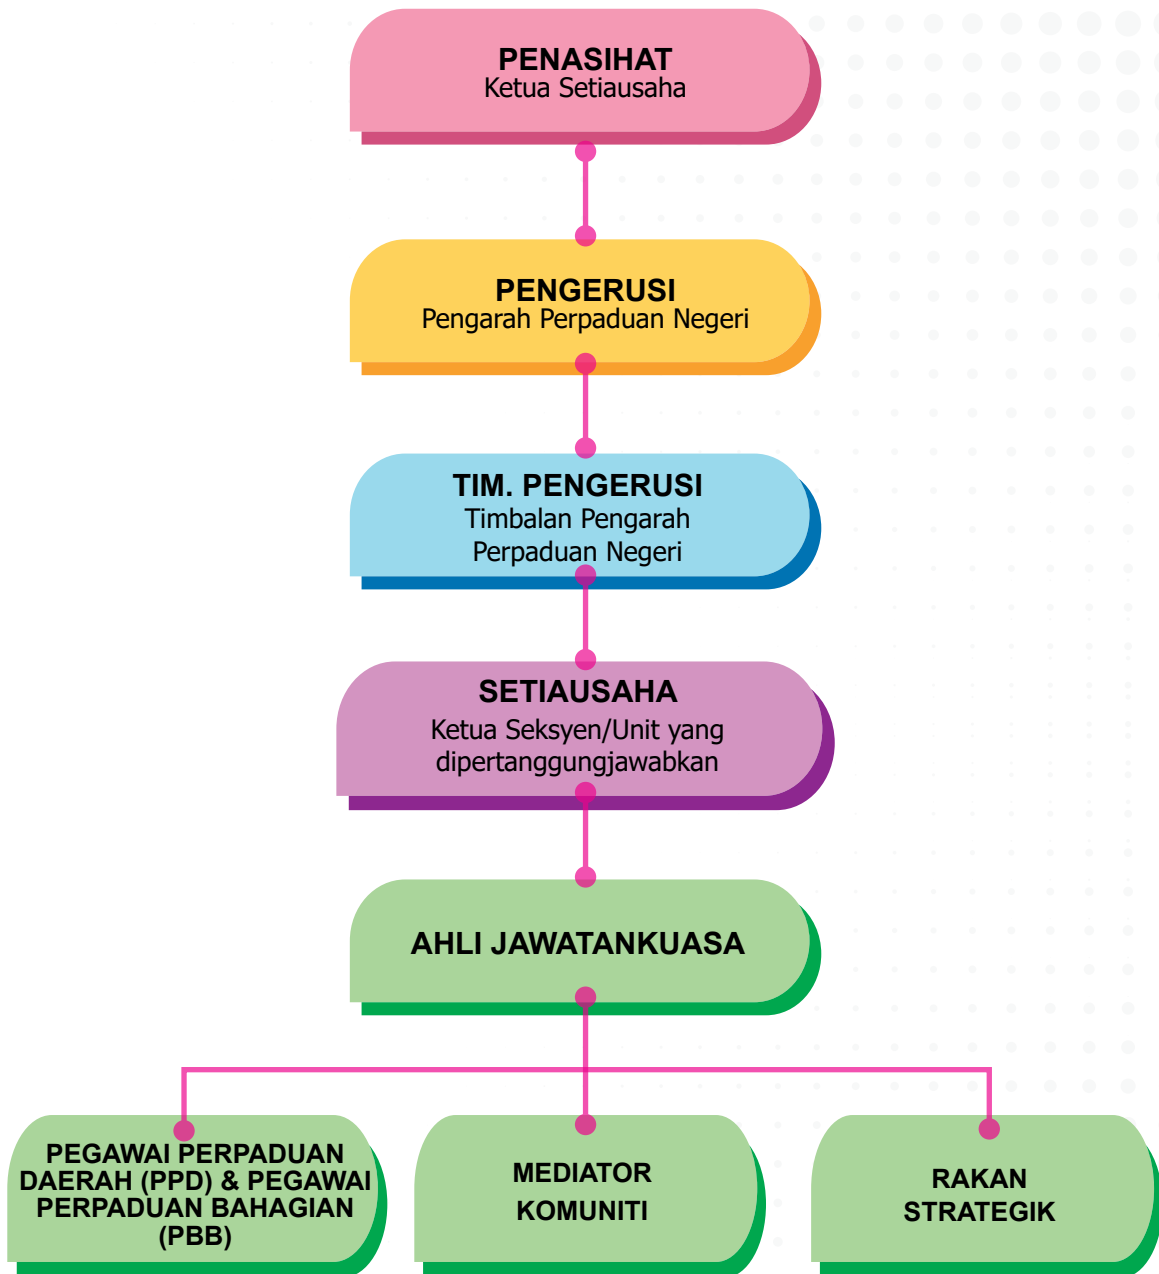 PENASIHAT
Ketua Setiausaha
PENGERUSI
Pengarah Perpaduan Negeri
TIM. PENGERUSI
Timbalan Pengarah
Perpaduan Negeri
SETIAUSAHA
Ketua Seksyen/Unit yang
dipertanggungjawabkan
AHLI JAWATANKUASA
PEGAWAI PERPADUAN
DAERAH (PPD) & PEGAWAI
PERPADUAN BAHAGIAN
(PBB)
MEDIATOR
KOMUNITI
RAKAN
STRATEGIK